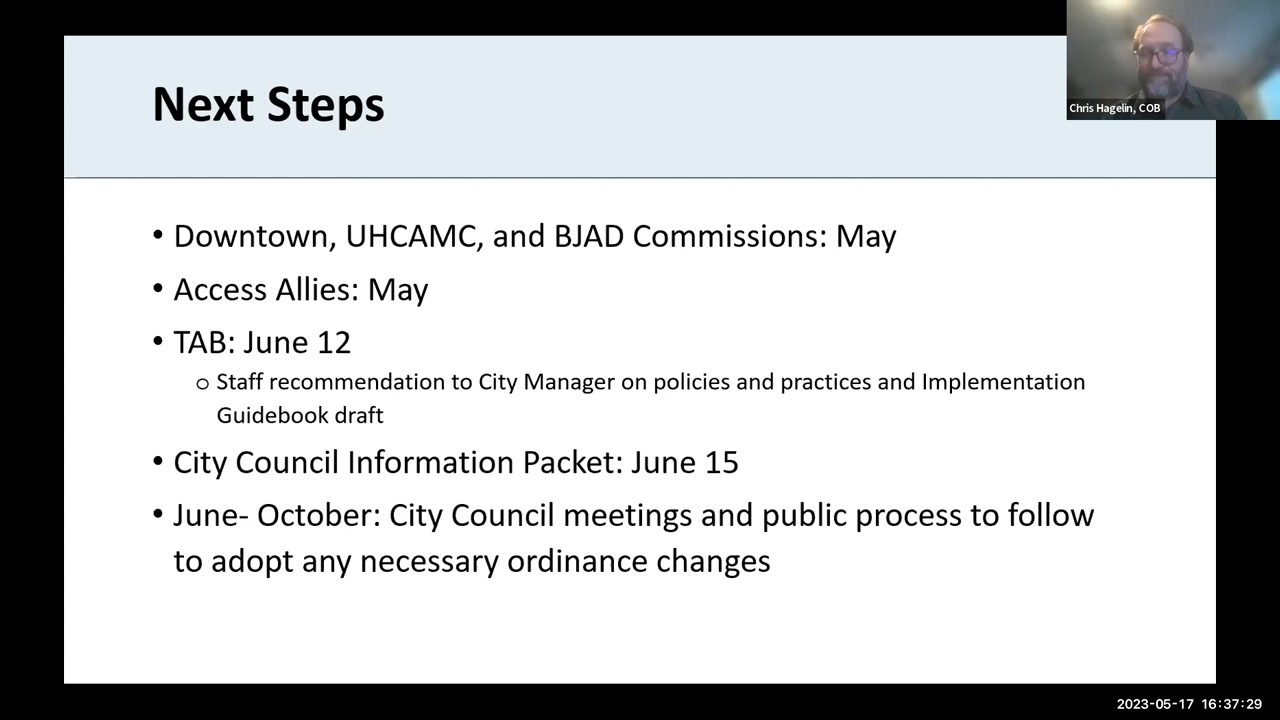 Next Steps
Chris Hagelin, COB
• Downtown, UHCAMC, and BJAD Commissions: May
• Access Allies: May
• TAB: June 12
o Staff recommendation to City Manager on policies and practices and Implementation
Guidebook draft
• City Council Information Packet: June 15
• June- October: City Council meetings and public process to follow
to adopt any necessary ordinance changes
2023-05-17 16:37:29